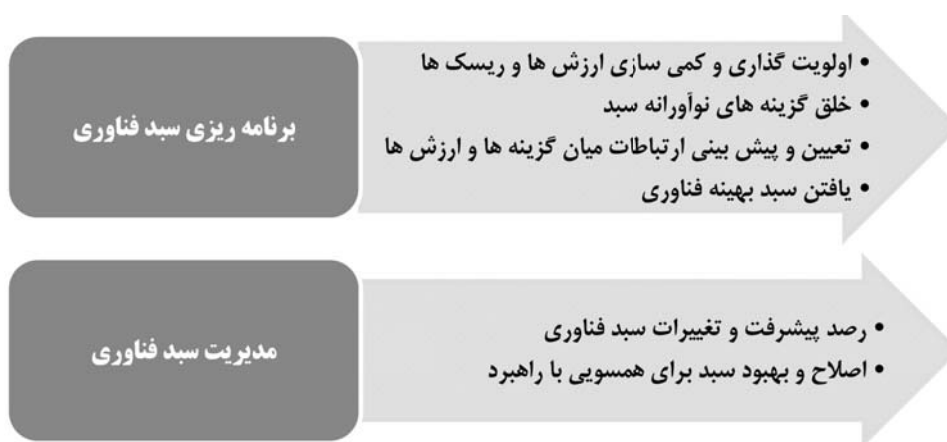 برنامه ریزی سبد فناوری
• اولویت گذاری و کمی سازی ارزش ها و ریسک ها
• خلق گزینه های نوآورانه سبد
• تعیین و پیش بینی ارتباطات میان گزینه ها و ارزش ها
• یافتن سبد بهینه فناوری
مدیریت سبد فناوری
• رصد پیشرفت و تغییرات سبد فناوری
• اصلاح و بهبود سبد برای همسویی با راهبرد